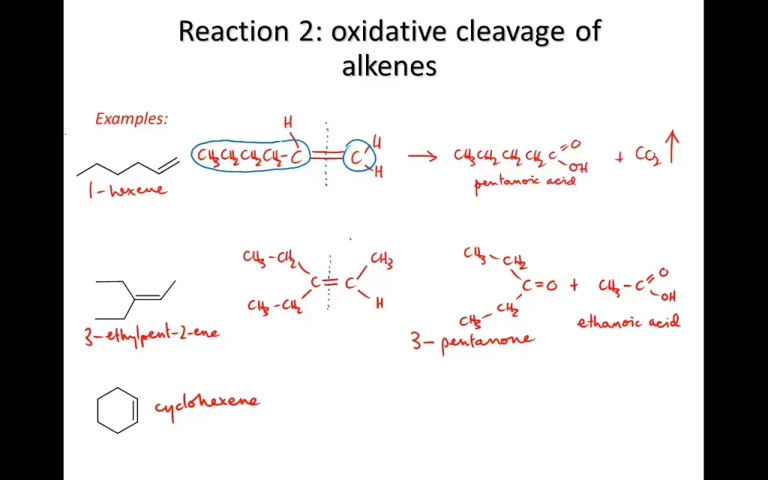 Reaction 2: oxidative cleavage of
alkenes
Examples:
H
CH₃CH₂CH₂CH₂-C = C H
H
→ CH₃CH₂CH₂CH₂C O
OH
+ CO₂ ↑
1-hexene
pentanoic acid
CH₃-CH₂ CH₃
C=C
CH₃-CH₂ H
CH₃-CH₂
C=O + CH₃-C O
OH
CH₃-CH₂
3-ethylpent-2-ene
3-pentanone
ethanoic acid
cyclohexene